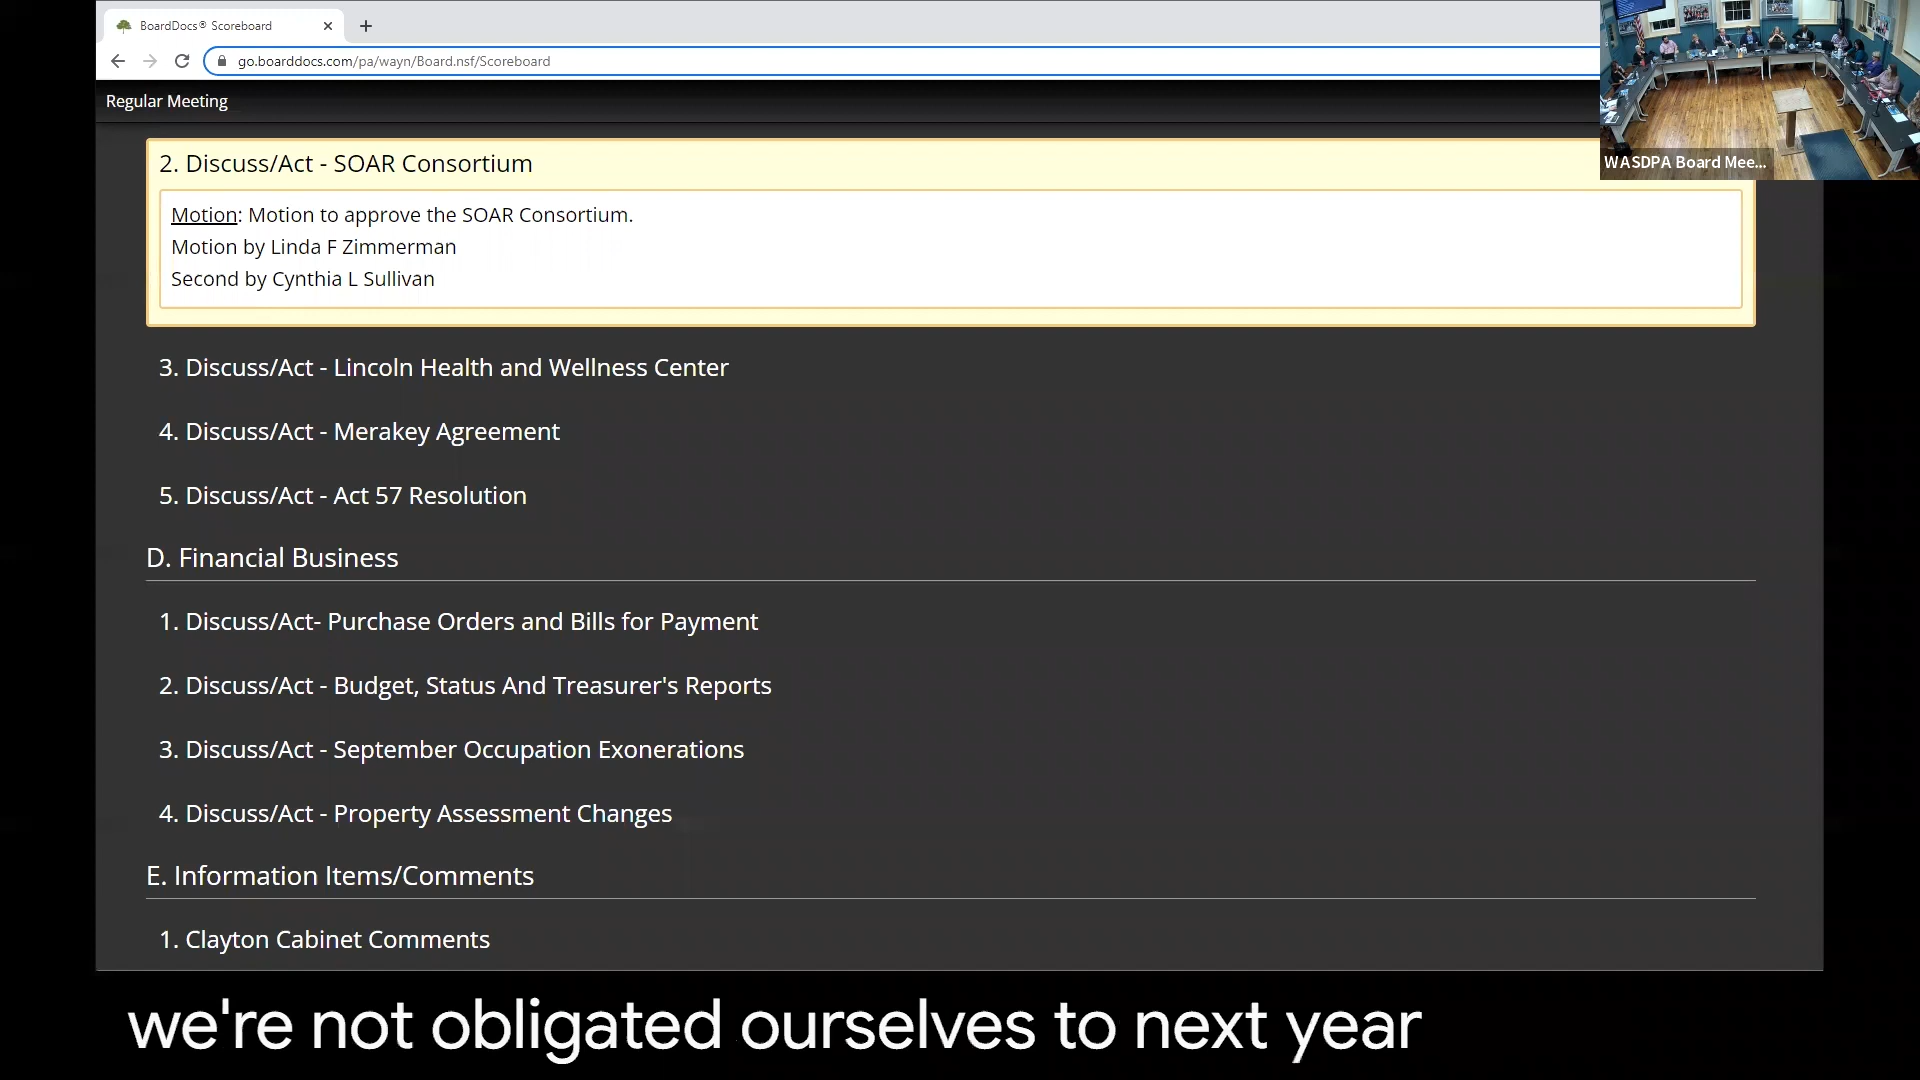 BoardDocs® Scoreboard
go.boarddocs.com/pa/wayn/Board.nsf/Scoreboard
Regular Meeting
WASDPA Board Mee...
2. Discuss/Act - SOAR Consortium
Motion: Motion to approve the SOAR Consortium.
Motion by Linda F Zimmerman
Second by Cynthia L Sullivan
3. Discuss/Act - Lincoln Health and Wellness Center
4. Discuss/Act - Merakey Agreement
5. Discuss/Act - Act 57 Resolution
D. Financial Business
1. Discuss/Act- Purchase Orders and Bills for Payment
2. Discuss/Act - Budget, Status And Treasurer's Reports
3. Discuss/Act - September Occupation Exonerations
4. Discuss/Act - Property Assessment Changes
E. Information Items/Comments
1. Clayton Cabinet Comments
we're not obligated ourselves to next year